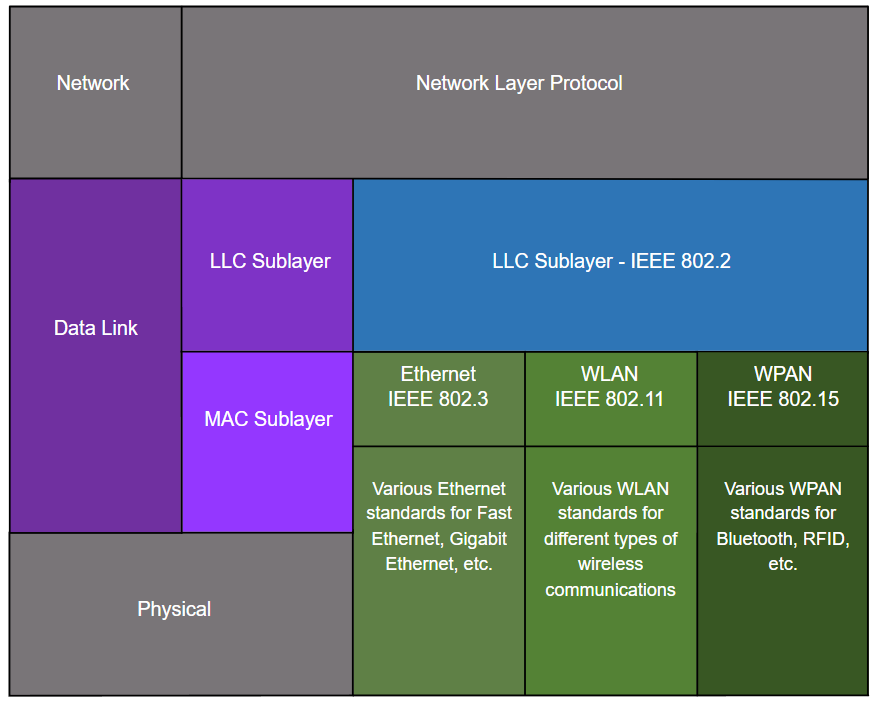 Network
Network Layer Protocol
Data Link
LLC Sublayer
LLC Sublayer - IEEE 802.2
MAC Sublayer
Ethernet
IEEE 802.3
WLAN
IEEE 802.11
WPAN
IEEE 802.15
Various Ethernet
standards for Fast
Ethernet, Gigabit
Ethernet, etc.
Various WLAN
standards for
different types of
wireless
communications
Various WPAN
standards for
Bluetooth, RFID,
etc.
Physical